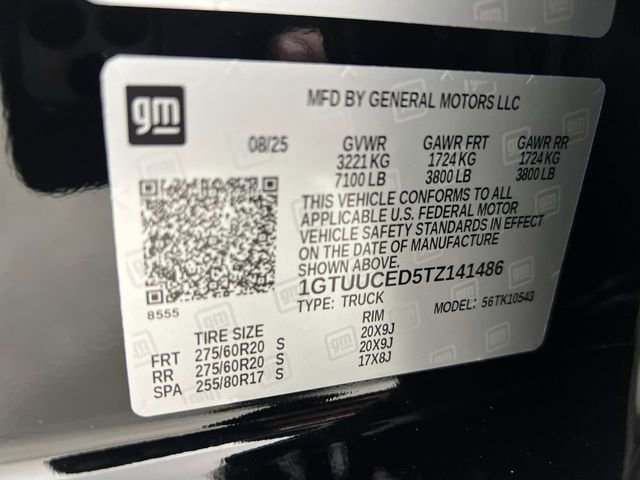 gm
MFD BY GENERAL MOTORS LLC
08/25 GVWR GAWR FRT GAWR RR
3221 KG 1724 KG 1724 KG
7100 LB 3800 LB 3800 LB
THIS VEHICLE CONFORMS TO ALL
APPLICABLE U.S. FEDERAL MOTOR
VEHICLE SAFETY STANDARDS IN EFFECT
ON THE DATE OF MANUFACTURE
SHOWN ABOVE.
1GTUUCED5TZ141486
8555
TYPE: TRUCK MODEL: 56TK10543
TIRE SIZE RIM
FRT 275/60R20 S 20X9J
RR 275/60R20 S 20X9J
SPA 255/80R17 S 17X8J